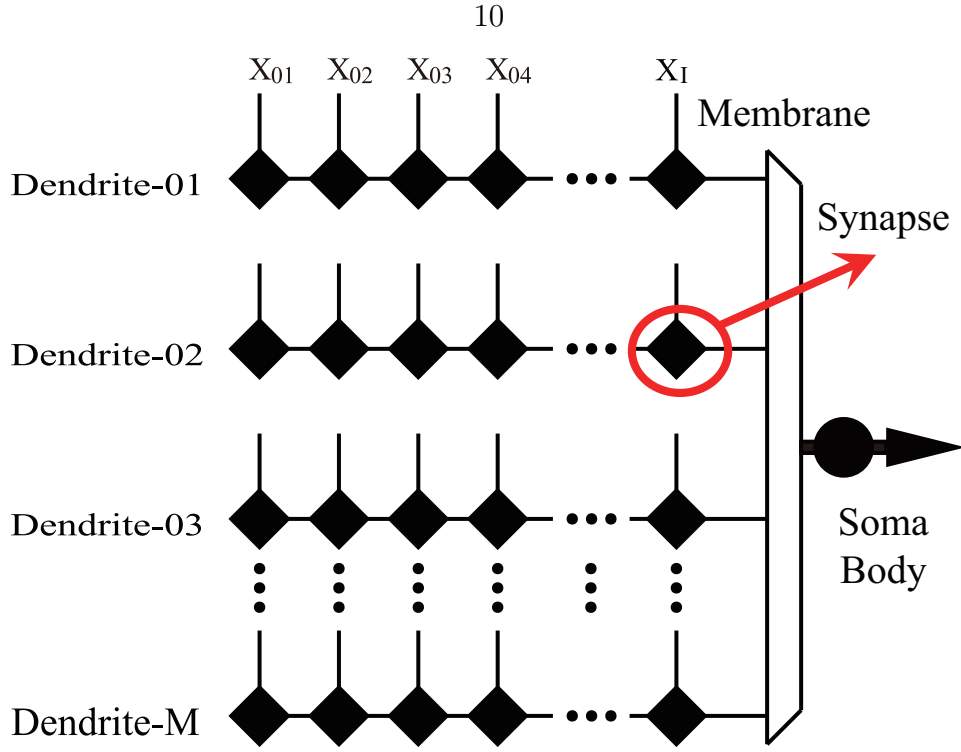 10
X01 X02 X03 X04 XI
Membrane
Dendrite-01
Synapse
Dendrite-02
Dendrite-03
Soma
Body
Dendrite-M